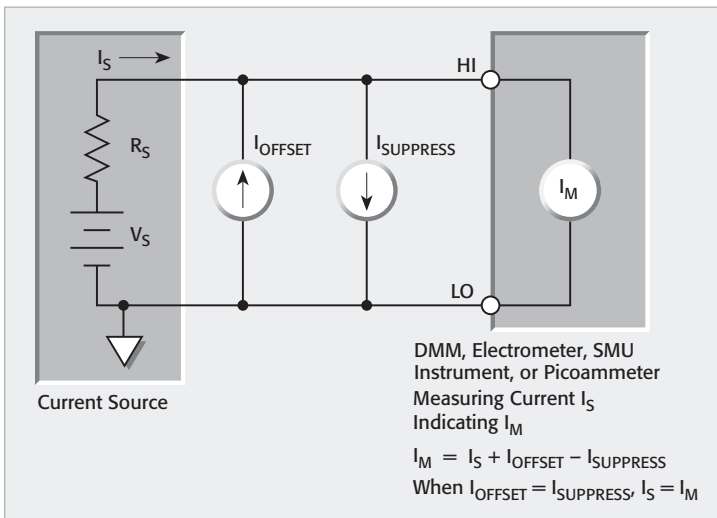 I_S
HI
R_S
I_OFFSET
I_SUPPRESS
I_M
V_S
LO
Current Source
DMM, Electrometer, SMU
Instrument, or Picoammeter
Measuring Current I_S
Indicating I_M
I_M = I_S + I_OFFSET – I_SUPPRESS
When I_OFFSET = I_SUPPRESS, I_S = I_M